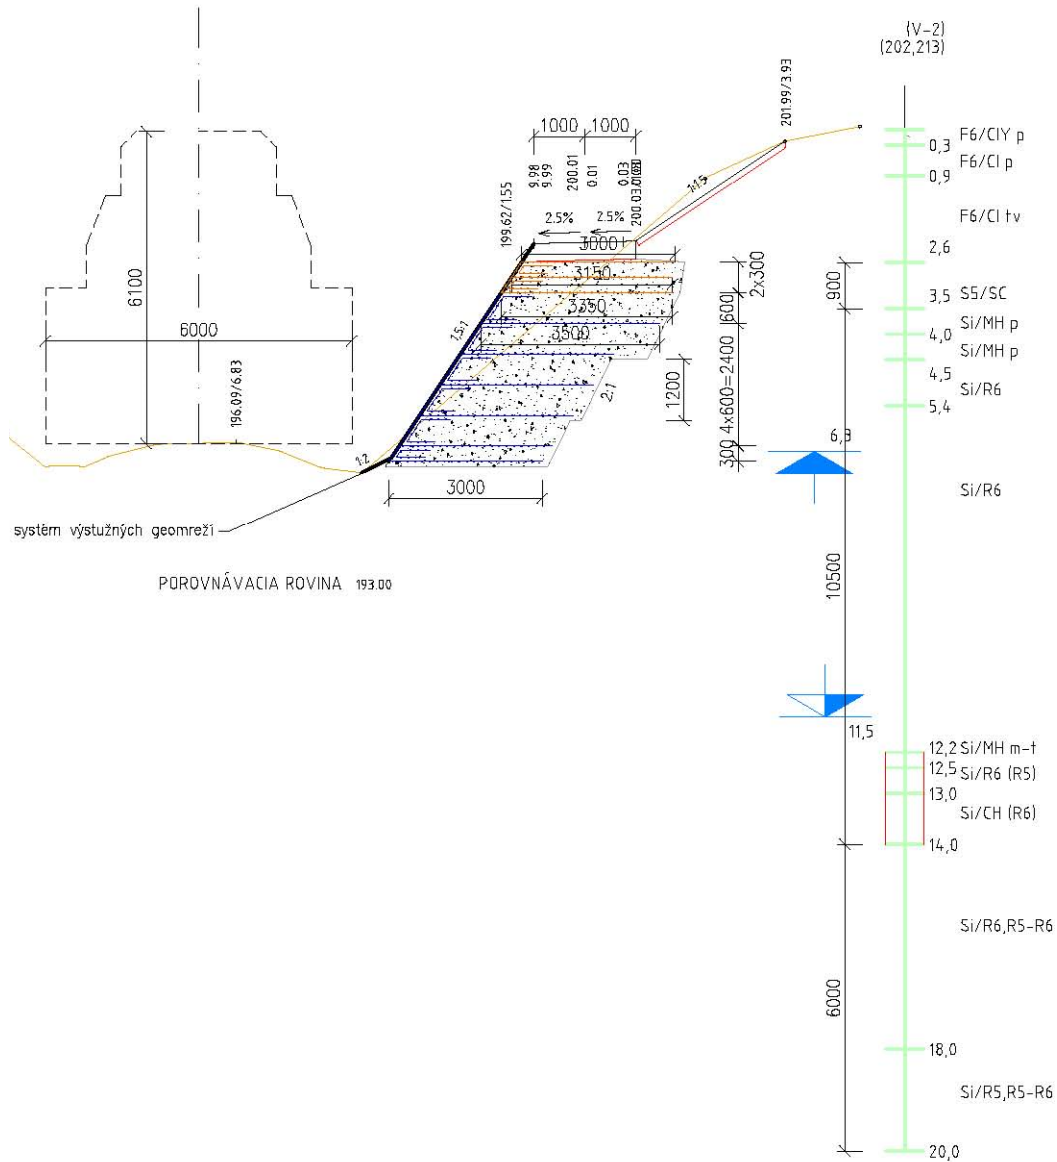 (V-2)
(202,213)
201.99/3.93
1000
1000
9.98
9.99
200.01
0.01
0.03
199.62/1.55
2.5%
2.5%
1:1.5
3000
3150
3350
3500
1.5:1
2:1
2x300
600
4x600=2400
300
1200
3000
1:2
6100
6000
196.09/6.83
systém výstužných geomreží
POROVNÁVACIA ROVINA 193.00
900
10500
6000
6,3
11,5
F6/CIY p
0,3
F6/CI p
0,9
F6/CI tv
2,6
3,5 S5/SC
Si/MH p
4,0
Si/MH p
4,5
Si/R6
5,4
Si/R6
12,2 Si/MH m-t
12,5 Si/R6 (R5)
13,0
Si/CH (R6)
14,0
Si/R6,R5-R6
18,0
Si/R5,R5-R6
20,0